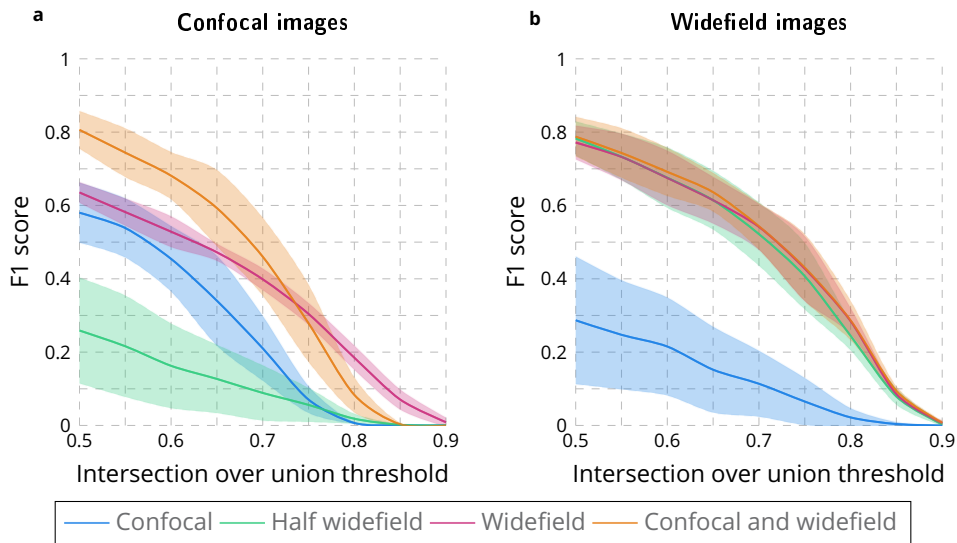 a
Confocal images
1
0.8
0.6
0.4
0.2
0
F1 score
0.5 0.6 0.7 0.8 0.9
Intersection over union threshold
b
Widefield images
1
0.8
0.6
0.4
0.2
0
F1 score
0.5 0.6 0.7 0.8 0.9
Intersection over union threshold
Confocal Half widefield Widefield Confocal and widefield